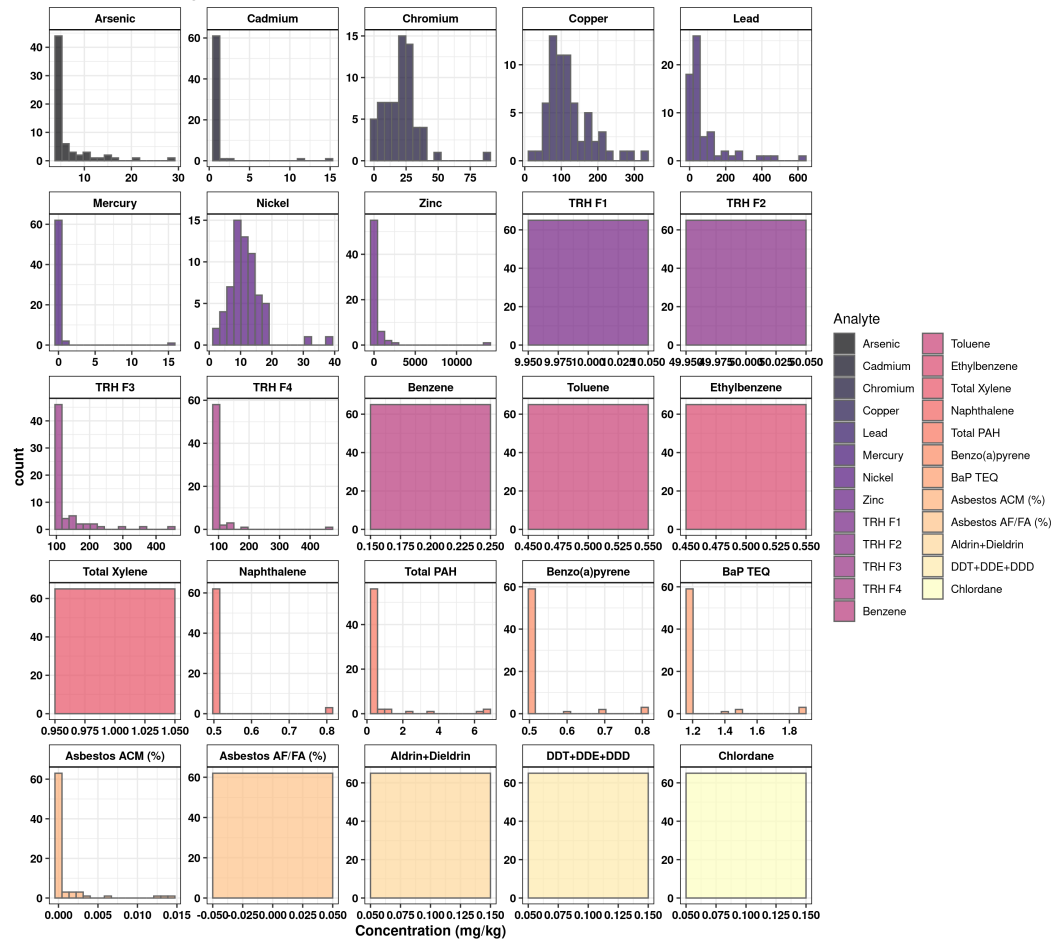 Arsenic Cadmium Chromium Copper Lead
40 30 20 10 0
60 40 20 0
15 10 5 0
10 5 0
20 10 0
10 20 30
0 5 10 15
0 25 50 75
0 100 200 300
0 200 400 600
Mercury Nickel Zinc TRH F1 TRH F2
60 40 20 0
15 10 5 0
40 20 0
60 40 20 0
60 40 20 0
0 5 10 15
0 10 20 30 40
0 5000 10000
9.950 9.975 10.000 10.025 10.050
49.950 49.975 50.000 50.025 50.050
TRH F3 TRH F4 Benzene Toluene Ethylbenzene
40 30 20 10 0
60 40 20 0
60 40 20 0
60 40 20 0
60 40 20 0
100 200 300 400
100 200 300 400
0.150 0.175 0.200 0.225 0.250
0.450 0.475 0.500 0.525 0.550
0.450 0.475 0.500 0.525 0.550
Total Xylene Naphthalene Total PAH Benzo(a)pyrene BaP TEQ
60 40 20 0
60 40 20 0
40 20 0
60 40 20 0
60 40 20 0
0.950 0.975 1.000 1.025 1.050
0.5 0.6 0.7 0.8
0 2 4 6
0.5 0.6 0.7 0.8
1.2 1.4 1.6 1.8
Asbestos ACM (%) Asbestos AF/FA (%) Aldrin+Dieldrin DDT+DDE+DDD Chlordane
60 40 20 0
60 40 20 0
60 40 20 0
60 40 20 0
60 40 20 0
0.000 0.005 0.010 0.015
-0.050 -0.025 0.000 0.025 0.050
0.050 0.075 0.100 0.125 0.150
0.050 0.075 0.100 0.125 0.150
0.050 0.075 0.100 0.125 0.150
count
Concentration (mg/kg)
Analyte
Arsenic
Cadmium
Chromium
Copper
Lead
Mercury
Nickel
Zinc
TRH F1
TRH F2
TRH F3
TRH F4
Benzene
Toluene
Ethylbenzene
Total Xylene
Naphthalene
Total PAH
Benzo(a)pyrene
BaP TEQ
Asbestos ACM (%)
Asbestos AF/FA (%)
Aldrin+Dieldrin
DDT+DDE+DDD
Chlordane